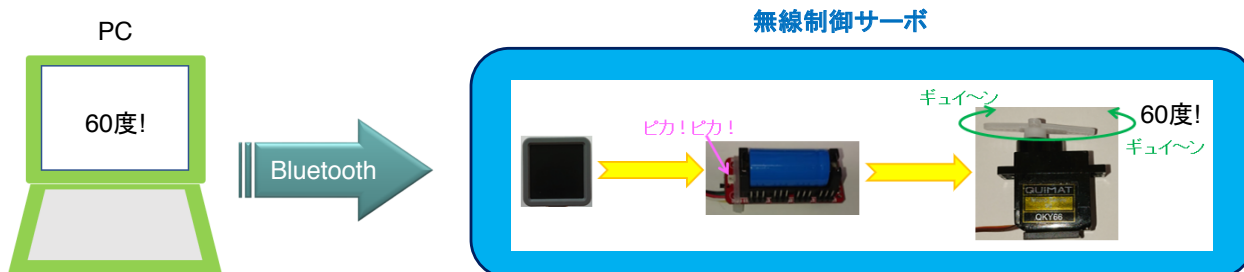 PC
60度!
Bluetooth
無線制御サーボ
ピカ！ピカ！
ギュイ～ン
60度!
ギュイ～ン
QUIMAT
QKY66